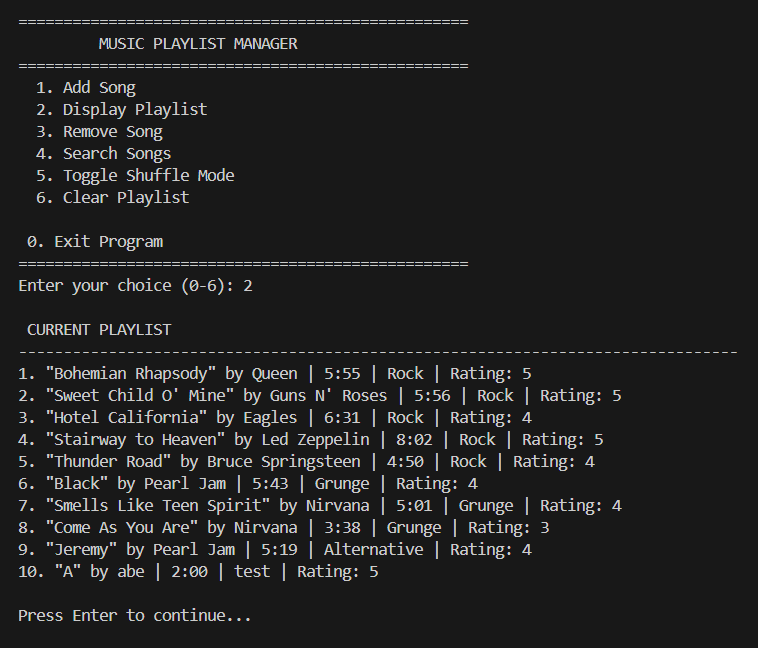 ==================================================
MUSIC PLAYLIST MANAGER
==================================================
1. Add Song
2. Display Playlist
3. Remove Song
4. Search Songs
5. Toggle Shuffle Mode
6. Clear Playlist
0. Exit Program
==================================================
Enter your choice (0-6): 2
CURRENT PLAYLIST
--------------------------------------------------------------------------------
1. "Bohemian Rhapsody" by Queen | 5:55 | Rock | Rating: 5
2. "Sweet Child O' Mine" by Guns N' Roses | 5:56 | Rock | Rating: 5
3. "Hotel California" by Eagles | 6:31 | Rock | Rating: 4
4. "Stairway to Heaven" by Led Zeppelin | 8:02 | Rock | Rating: 5
5. "Thunder Road" by Bruce Springsteen | 4:50 | Rock | Rating: 4
6. "Black" by Pearl Jam | 5:43 | Grunge | Rating: 4
7. "Smells Like Teen Spirit" by Nirvana | 5:01 | Grunge | Rating: 4
8. "Come As You Are" by Nirvana | 3:38 | Grunge | Rating: 3
9. "Jeremy" by Pearl Jam | 5:19 | Alternative | Rating: 4
10. "A" by abe | 2:00 | test | Rating: 5
Press Enter to continue...